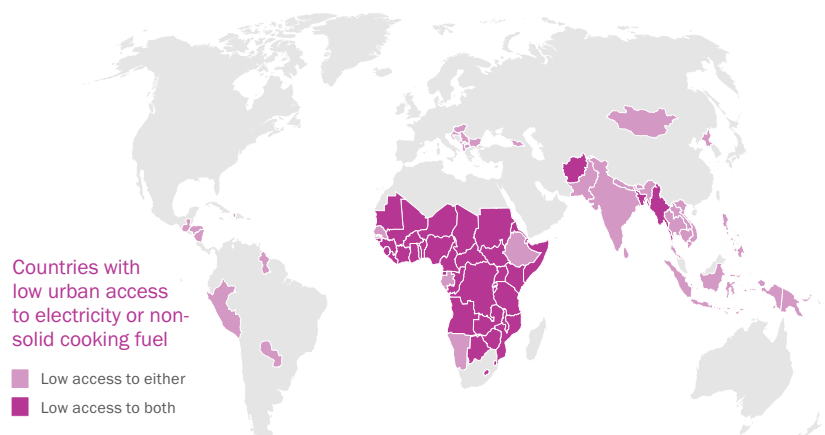 Countries with
low urban access
to electricity or non-
solid cooking fuel
Low access to either
Low access to both